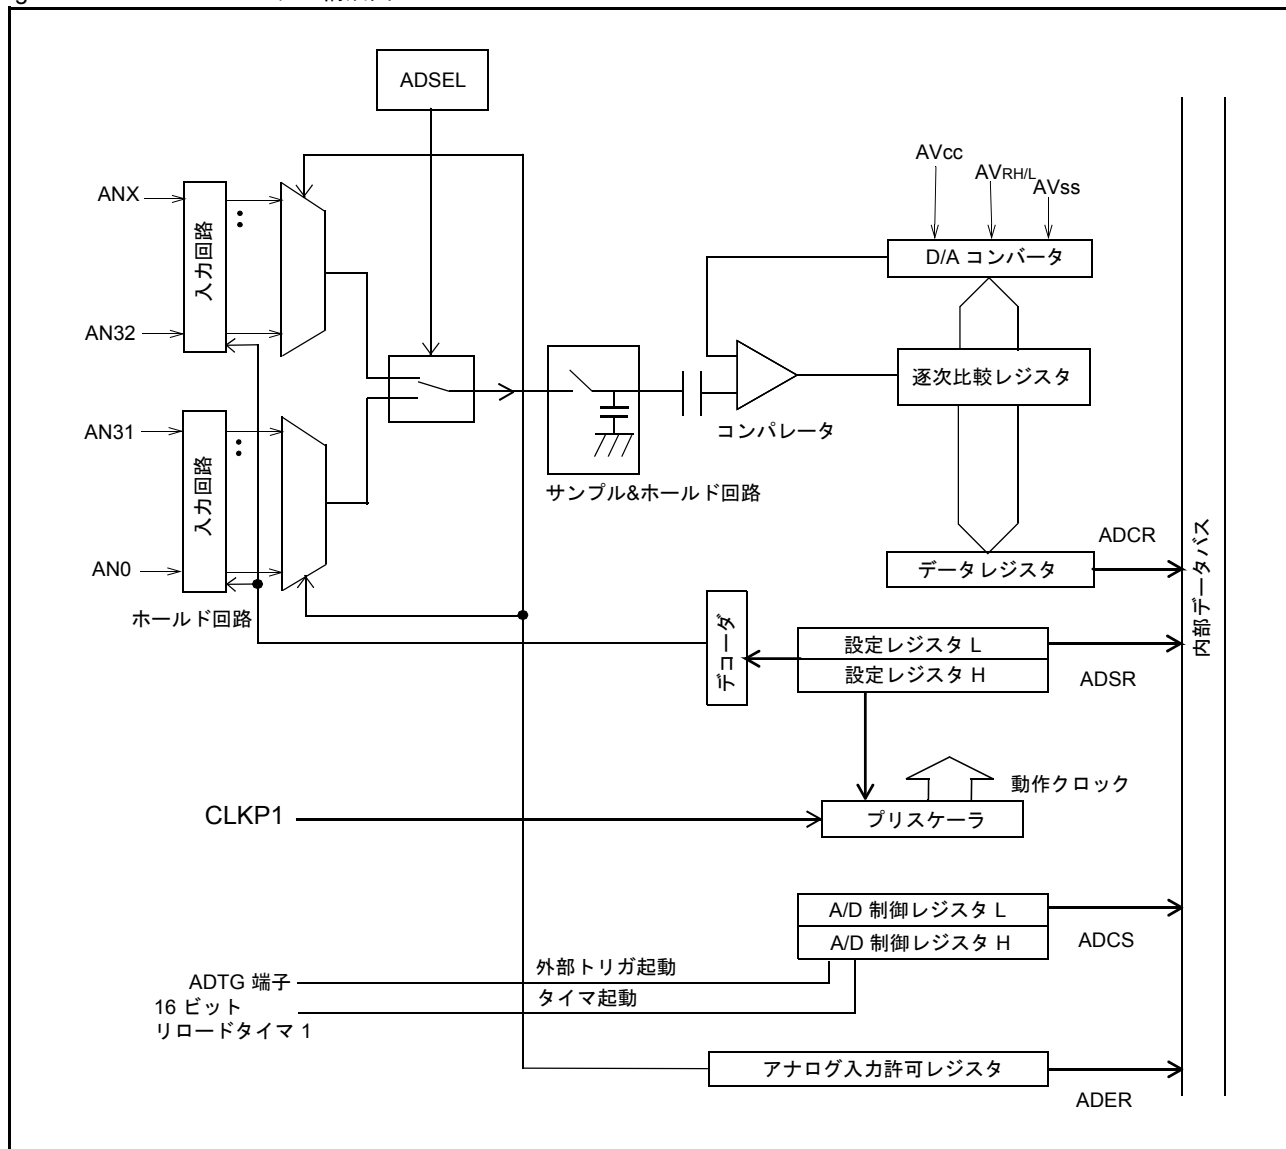 ADSEL
AVcc
AVRH/L
AVss
ANX
入力回路
D/A コンバータ
AN32
逐次比較レジスタ
AN31
入力回路
コンパレータ
サンプル&ホールド回路
ADCR
AN0
データレジスタ
内部データバス
ホールド回路
デコーダ
設定レジスタ L
設定レジスタ H
ADSR
動作クロック
CLKP1
プリスケーラ
A/D 制御レジスタ L
A/D 制御レジスタ H
ADCS
外部トリガ起動
ADTG 端子
タイマ起動
16 ビット
リロードタイマ 1
アナログ入力許可レジスタ
ADER